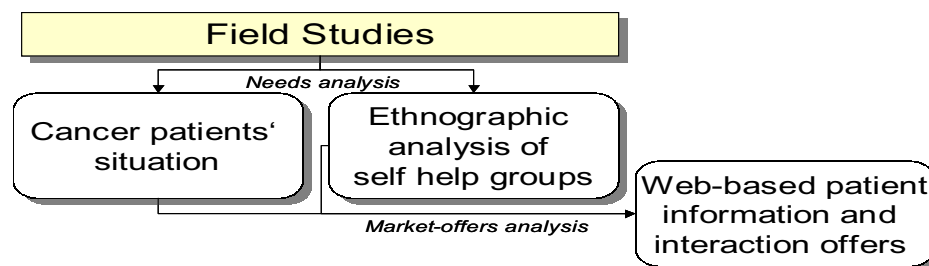 Field Studies
Needs analysis
Cancer patients‘
situation
Ethnographic
analysis of
self help groups
Web-based patient
information and
interaction offers
Market-offers analysis